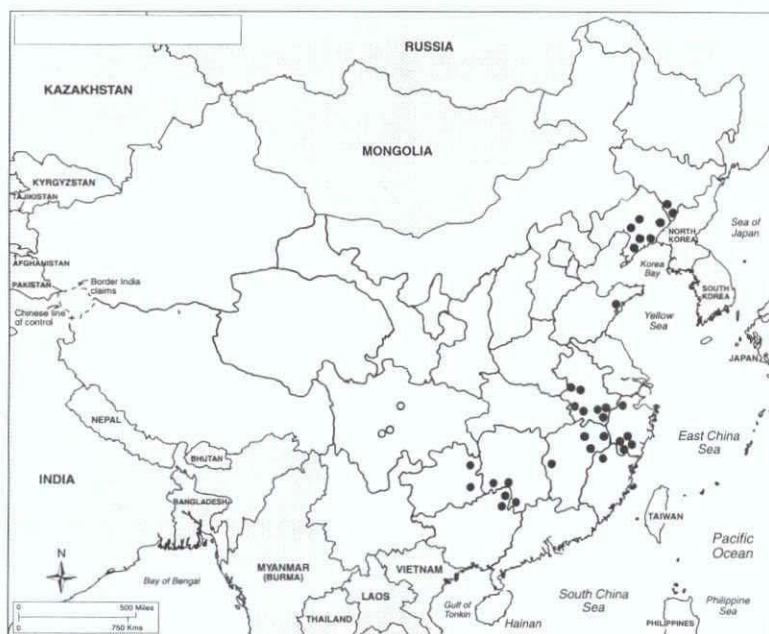 RUSSIA
KAZAKHSTAN
MONGOLIA
KYRGYZSTAN
TAJIKISTAN
Sea of
Japan
NORTH
KOREA
AFGHANISTAN
Korea
Bay
PAKISTAN
Border India
claims
SOUTH
KOREA
Chinese line
of control
Yellow
Sea
JAPAN
NEPAL
East China
Sea
BHUTAN
INDIA
BANGLADESH
TAIWAN
Pacific
Ocean
N
MYANMAR
(BURMA)
VIETNAM
Bay of Bengal
LAOS
South China
Sea
Philippine
Sea
Gulf of
Tonkin
Hainan
THAILAND
PHILIPPINES
0 500 Miles
0 750 Kms